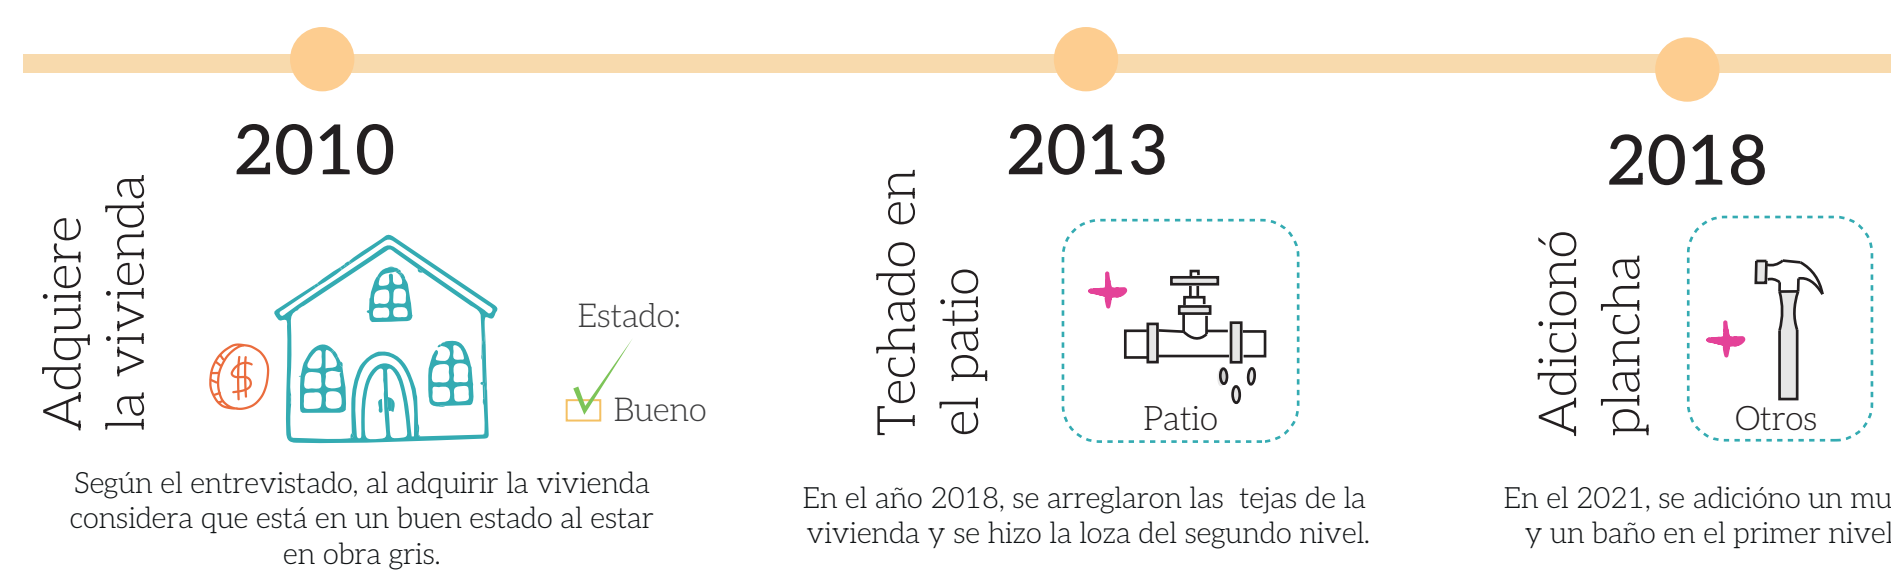 2010
Adquiere
la vivienda
$
Estado:
Bueno
Según el entrevistado, al adquirir la vivienda
considera que está en un buen estado al estar
en obra gris.
2013
Techado en
el patio
Patio
En el año 2018, se arreglaron las tejas de la
vivienda y se hizo la loza del segundo nivel.
2018
Adicionó
plancha
Otros
En el 2021, se adicióno un mu
y un baño en el primer nivel